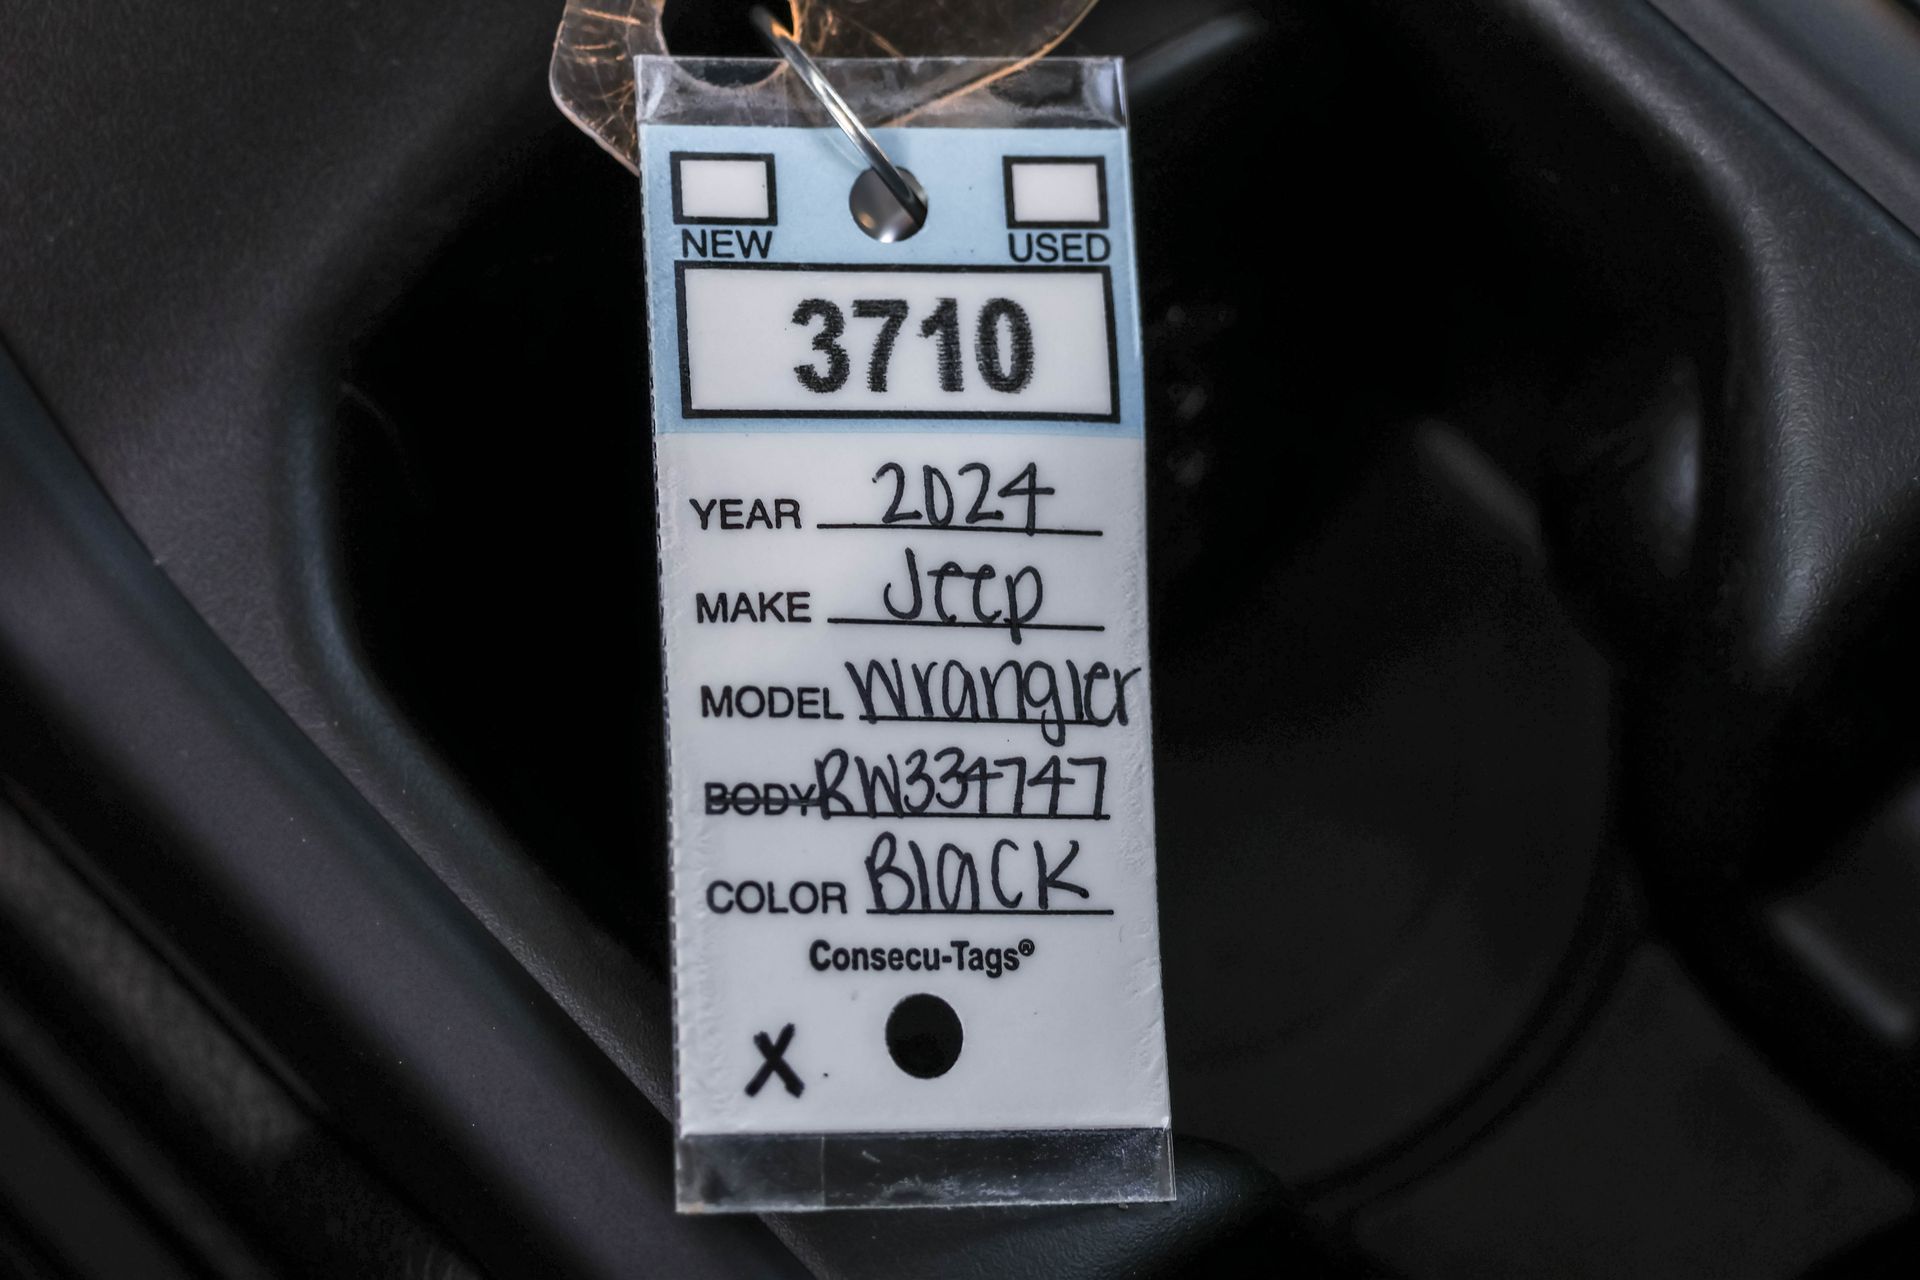 NEW USED
3710
YEAR 2024
MAKE Jeep
MODEL Wrangler
BODY RW334747
COLOR Black
Consecu-Tags®
X